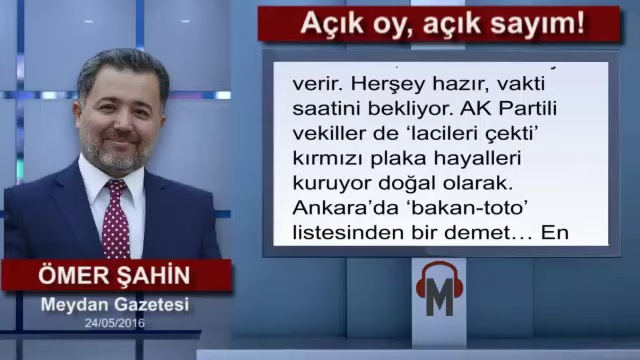 Açık oy, açık sayım!
verir. Herşey hazır, vakti
saatini bekliyor. AK Partili
vekiller de ‘lacileri çekti’
kırmızı plaka hayalleri
kuruyor doğal olarak.
Ankara’da ‘bakan-toto’
listesinden bir demet… En
ÖMER ŞAHİN
Meydan Gazetesi
24/05/2016
M